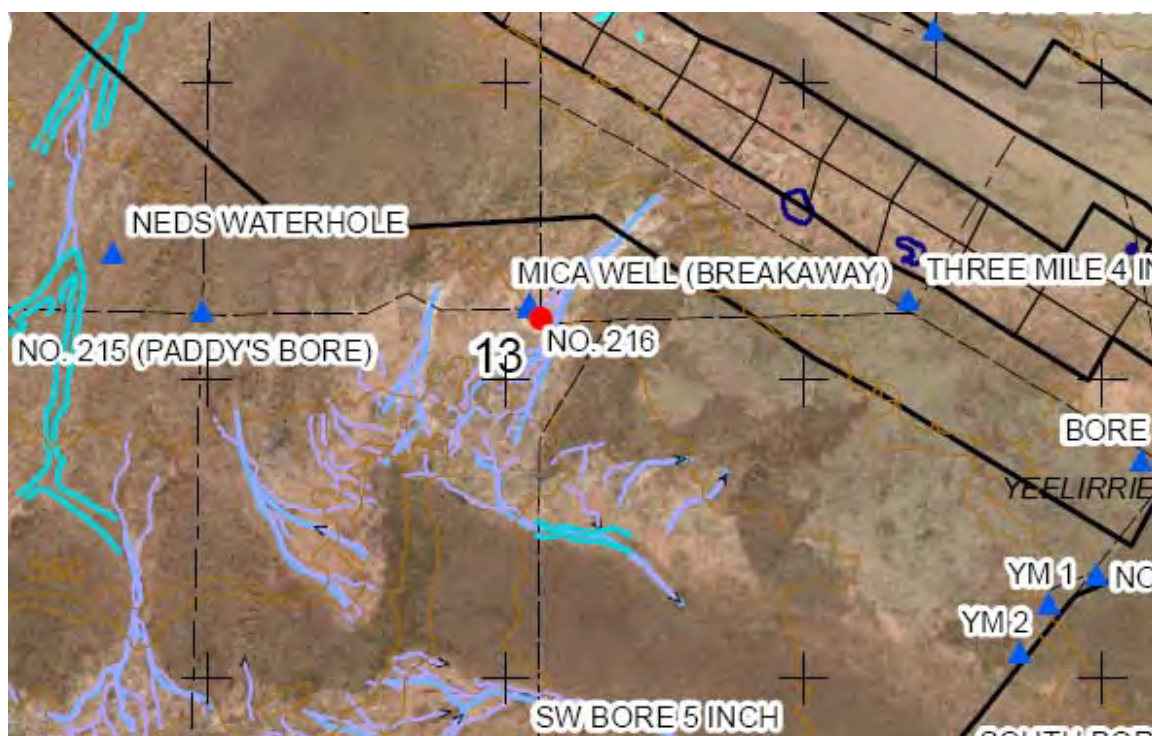 NEDS WATERHOLE
MICA WELL (BREAKAWAY)
THREE MILE 4 IN
NO. 215 (PADDY'S BORE)
13
NO. 216
BORE
YEELIRRIE
YM 1
NO
YM 2
SW BORE 5 INCH